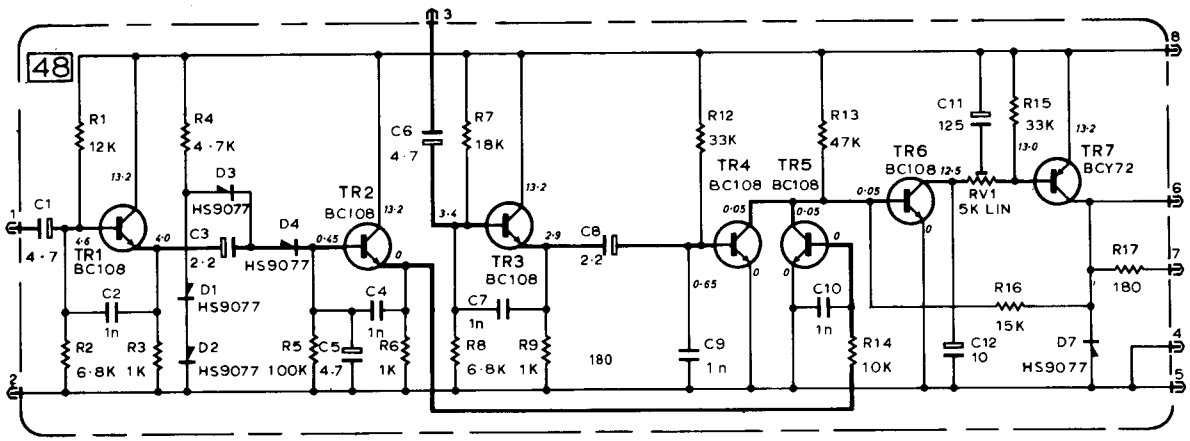 3
8
48
R1
12K
R4
4.7K
D3
HS9077
13.2
C1
4.7
1
4.6
TR1
BC108
4.0
C3
2.2
D4
HS9077
0.45
TR2
BC108
13.2
0
C2
1n
D1
HS9077
D2
HS9077
R2
6.8K
R3
1K
R5
100K
C5
4.7
C4
1n
R6
1K
2
C6
4.7
R7
18K
13.2
3.4
TR3
BC108
2.9
C8
2.2
C7
1n
R8
6.8K
R9
1K
180
R12
33K
R13
47K
TR4
BC108
TR5
BC108
0.05
0.05
0.05
0
0
0
0.65
C9
1n
C10
1n
R14
10K
TR6
BC108
12.5
0
C11
125
RV1
5K LIN
R15
33K
13.0
13.2
TR7
BCY72
6
R17
180
7
R16
15K
C12
10
D7
HS9077
4
5